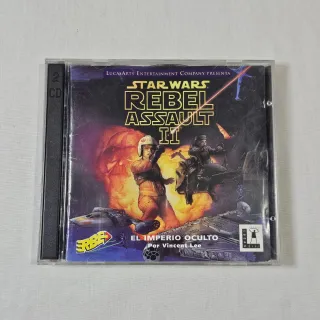 LucasArts Entertainment Company presenta
STAR WARS
REBEL
ASSAULT
II
2
CD
EL IMPERIO OCULTO
Por Vincent Lee